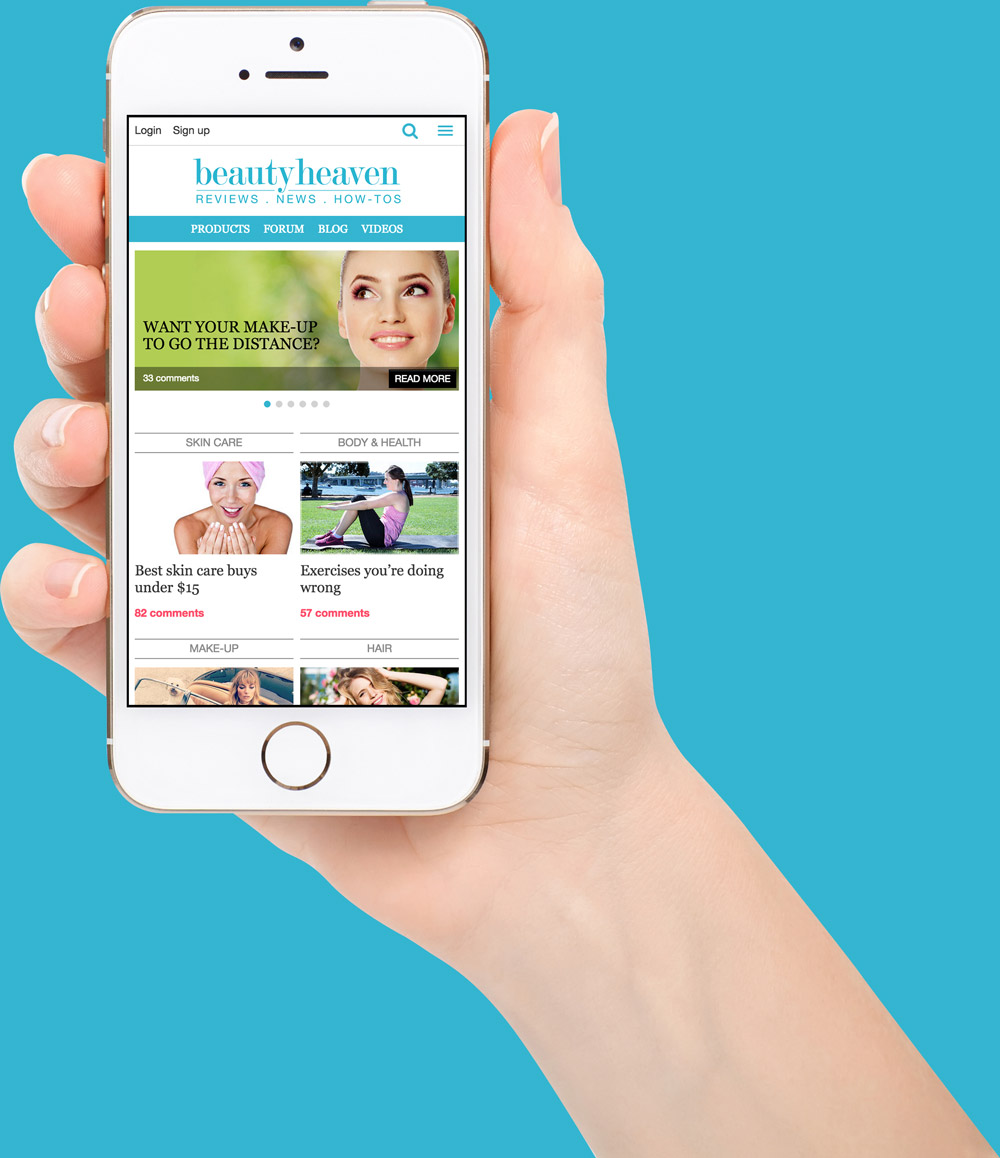 Login Sign up
beautyheaven
REVIEWS . NEWS . HOW-TOS
PRODUCTS FORUM BLOG VIDEOS
WANT YOUR MAKE-UP
TO GO THE DISTANCE?
33 comments READ MORE
SKIN CARE
BODY & HEALTH
Best skin care buys
under $15
82 comments
Exercises you’re doing
wrong
57 comments
MAKE-UP
HAIR